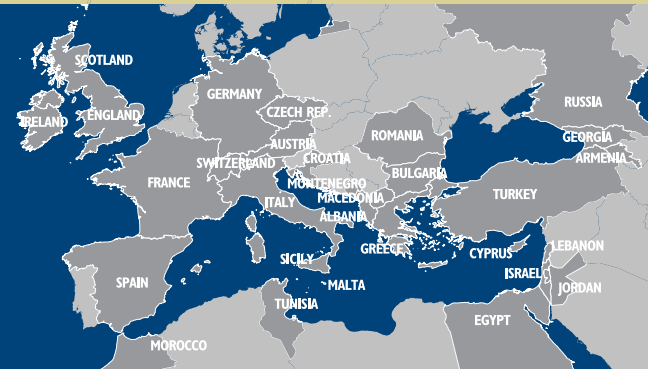 SCOTLAND
GERMANY
RUSSIA
CZECH REP.
IRELAND
ENGLAND
ROMANIA
GEORGIA
AUSTRIA
SWITZERLAND
CROATIA
ARMENIA
BULGARIA
FRANCE
MONTENEGRO
TURKEY
MACEDONIA
ITALY
ALBANIA
GREECE
LEBANON
CYPRUS
SICILY
ISRAEL
SPAIN
MALTA
JORDAN
TUNISIA
EGYPT
MOROCCO